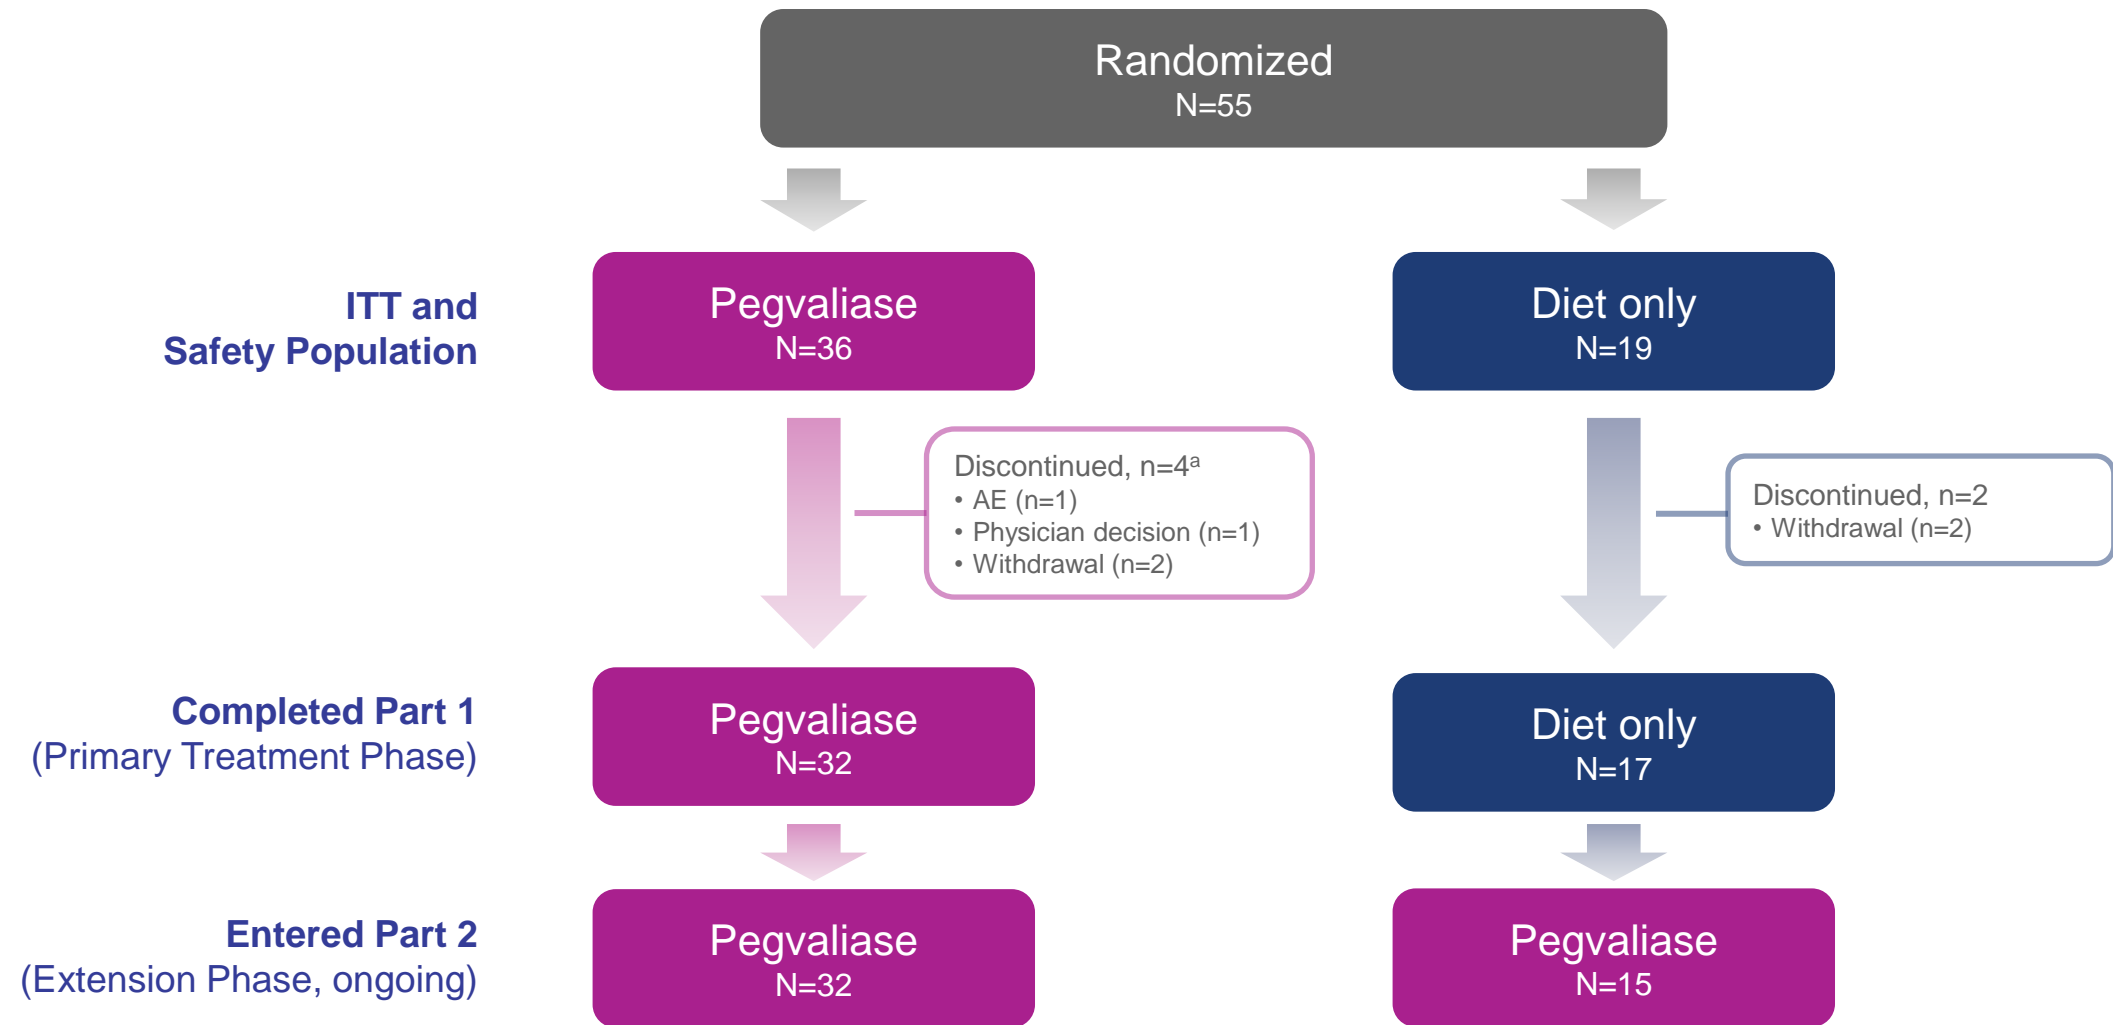 Randomized
N=55
ITT and
Safety Population
Pegvaliase
N=36
Diet only
N=19
Discontinued, n=4ª
• AE (n=1)
• Physician decision (n=1)
• Withdrawal (n=2)
Discontinued, n=2
• Withdrawal (n=2)
Completed Part 1
(Primary Treatment Phase)
Pegvaliase
N=32
Diet only
N=17
Entered Part 2
(Extension Phase, ongoing)
Pegvaliase
N=32
Pegvaliase
N=15